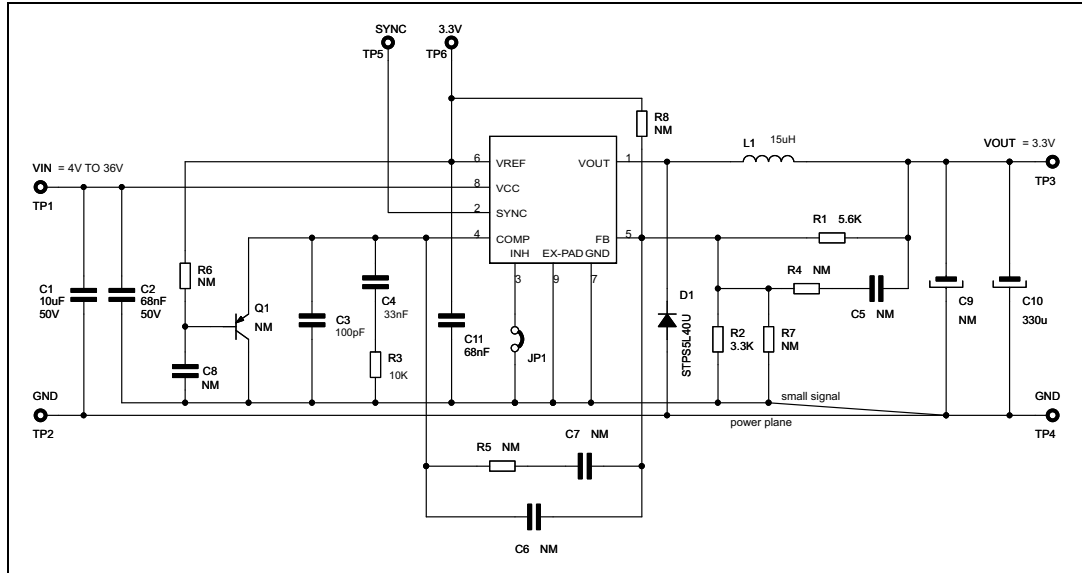 SYNC
TP5
3.3V
TP6
R8
NM
L1
15uH
VIN = 4V TO 36V
TP1
VOUT = 3.3V
TP3
6
VREF
VOUT
1
8
VCC
2
SYNC
4
COMP
FB
5
INH
EX-PAD
GND
3
9
7
R1 5.6K
R4 NM
C5
NM
R6
NM
Q1
NM
C1
10uF
50V
C2
68nF
50V
C4
33nF
C3
100pF
R3
10K
C11
68nF
JP1
D1
STPS5L40U
R2
3.3K
R7
NM
C9
NM
C10
330u
C8
NM
GND
TP2
small signal
power plane
GND
TP4
R5 NM
C7 NM
C6 NM